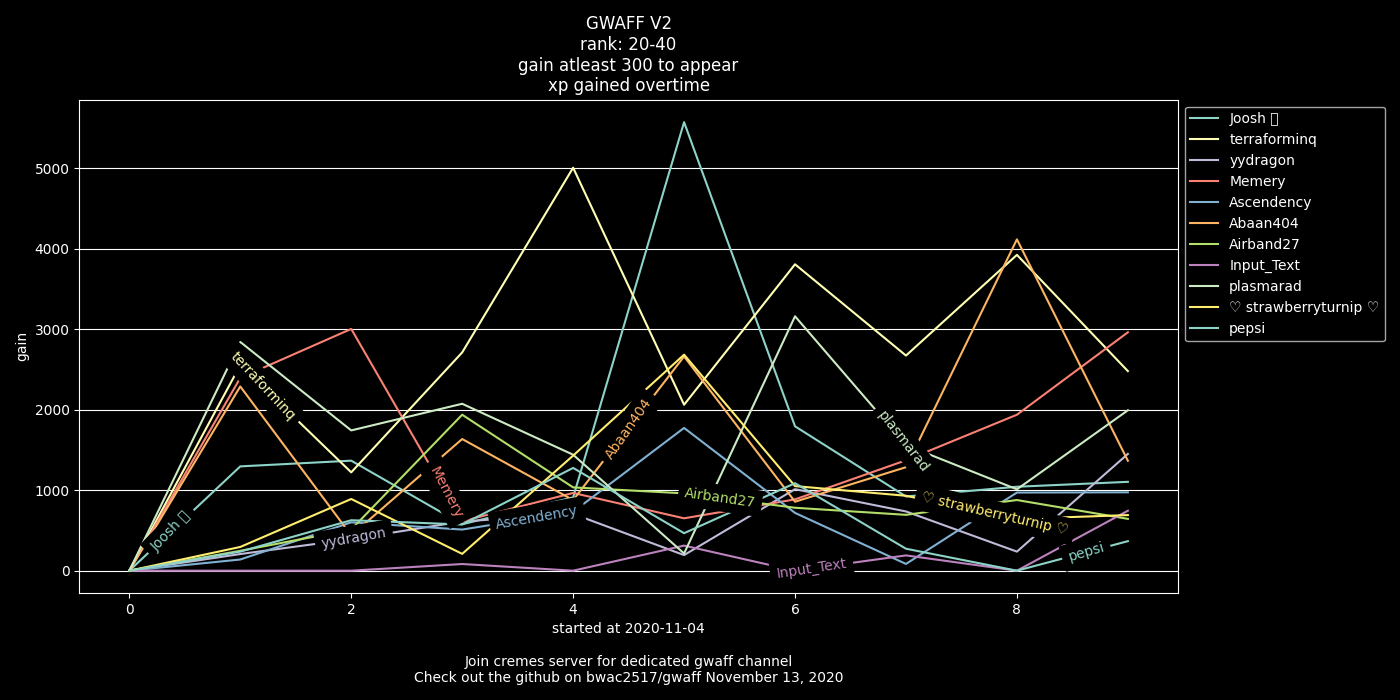 GWAFF V2
rank: 20-40
gain atleast 300 to appear
xp gained overtime
gain
5000
4000
3000
2000
1000
0
terraforminq
Joosh
yydragon
Memery
Ascendency
Abaan404
Airband27
Input_Text
plasmarad
♡ strawberryturnip ♡
pepsi
0 2 4 6 8
started at 2020-11-04
Join cremes server for dedicated gwaff channel
Check out the github on bwac2517/gwaff November 13, 2020
Joosh
terraforminq
yydragon
Memery
Ascendency
Abaan404
Airband27
Input_Text
plasmarad
♡ strawberryturnip ♡
pepsi